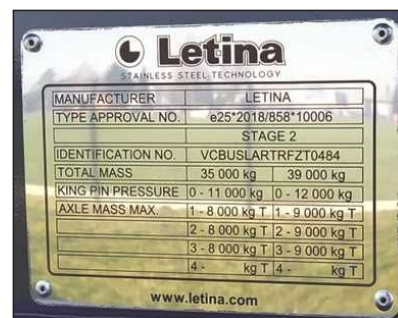 Letina
STAINLESS STEEL TECHNOLOGY
MANUFACTURER LETINA
TYPE APPROVAL NO. e25*2018/858*10006
STAGE 2
IDENTIFICATION NO. VCBUSLARTRFZT0484
TOTAL MASS 35 000 kg 39 000 kg
KING PIN PRESSURE 0 - 11 000 kg 0 - 12 000 kg
AXLE MASS MAX. 1 - 8 000 kg T 1 - 9 000 kg T
2 - 8 000 kg T 2 - 9 000 kg T
3 - 8 000 kg T 3 - 9 000 kg T
4 - kg T 4 - kg T
www.letina.com